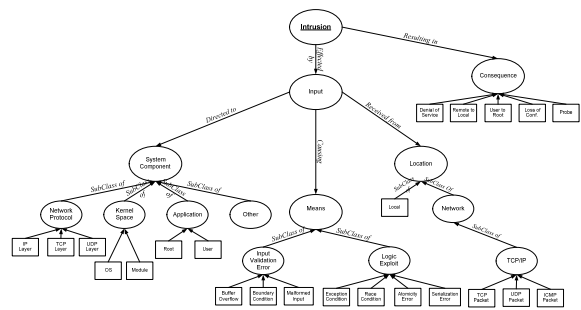 Intrusion
Resulting in
Effected
by
Consequence
Input
Denial of
Service
Remote to
Local
User to
Root
Loss of
Conf.
Probe
Directed to
Causing
Received from
System
Component
Location
SubClass of
SubClass
of
SubClass
of
SubClass of
SubClass
of
SubClass Of
Network
Protocol
Kernel
Space
Application
Other
Means
Local
Network
IP
Layer
TCP
Layer
UDP
Layer
Root
User
SubClass of
SubClass of
SubClass of
OS
Module
Input
Validation
Error
Logic
Exploit
TCP/IP
Buffer
Overflow
Boundary
Condition
Malformed
Input
Exception
Condition
Race
Condition
Atomicity
Error
Serialization
Error
TCP
Packet
UDP
Packet
ICMP
Packet